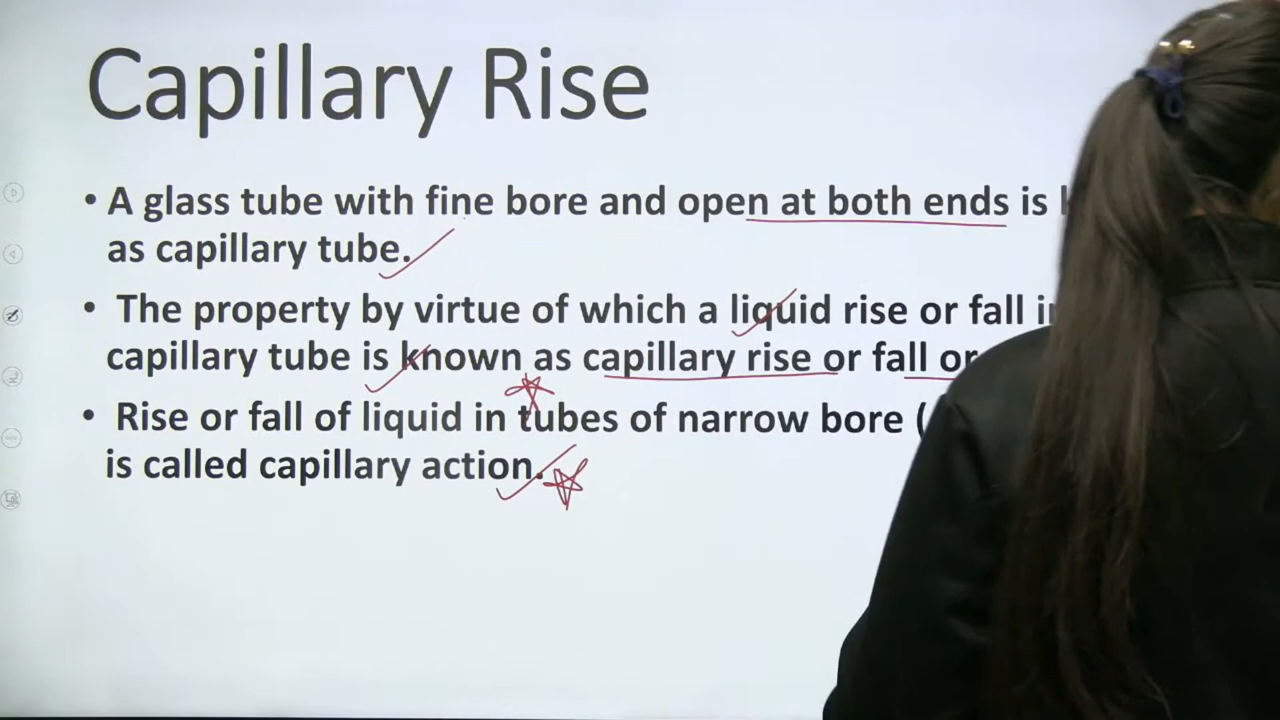 Capillary Rise
• A glass tube with fine bore and open at both ends is
as capillary tube.
• The property by virtue of which a liquid rise or fall
capillary tube is known as capillary rise or fall or
• Rise or fall of liquid in tubes of narrow bore (
is called capillary action.